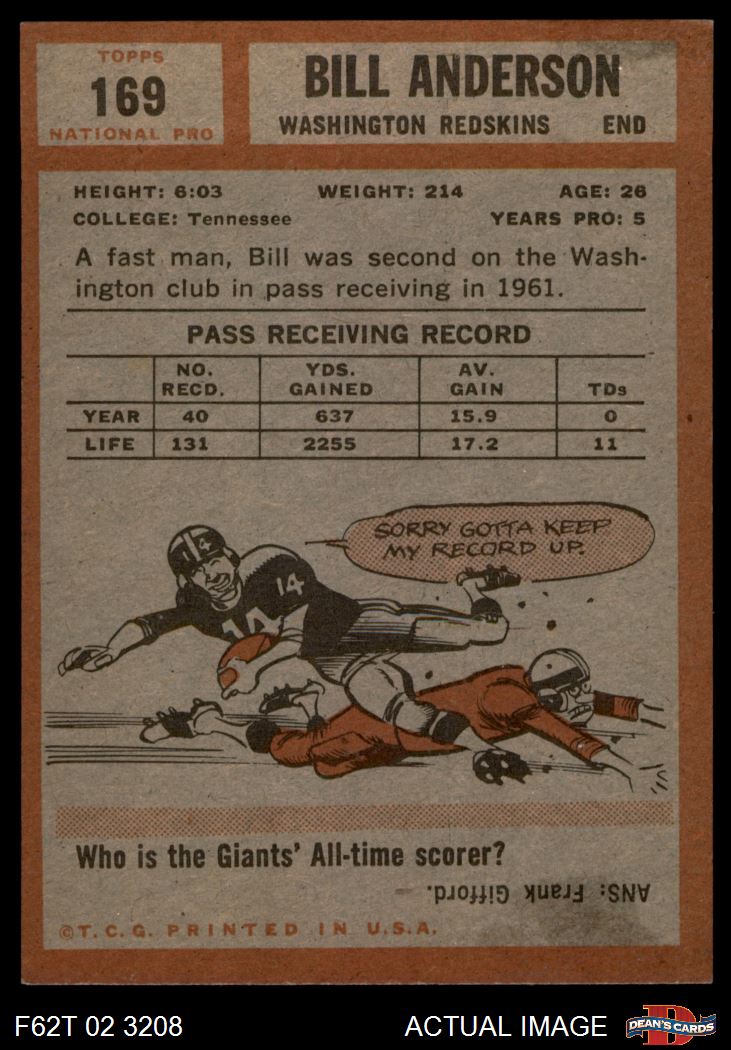 TOPPS
169
NATIONAL PRO
BILL ANDERSON
WASHINGTON REDSKINS END
HEIGHT: 6:03 WEIGHT: 214 AGE: 26
COLLEGE: Tennessee YEARS PRO: 5
A fast man, Bill was second on the Wash-
ington club in pass receiving in 1961.
PASS RECEIVING RECORD
NO. RECD. YDS. GAINED AV. GAIN TDs
YEAR 40 637 15.9 0
LIFE 131 2255 17.2 11
SORRY GOTTA KEEP
MY RECORD UP.
14
14
14
Who is the Giants' All-time scorer?
ANS: Frank Gifford.
©T.C.G. PRINTED IN U.S.A.
F62T 02 3208 ACTUAL IMAGE DEAN'S CARDS